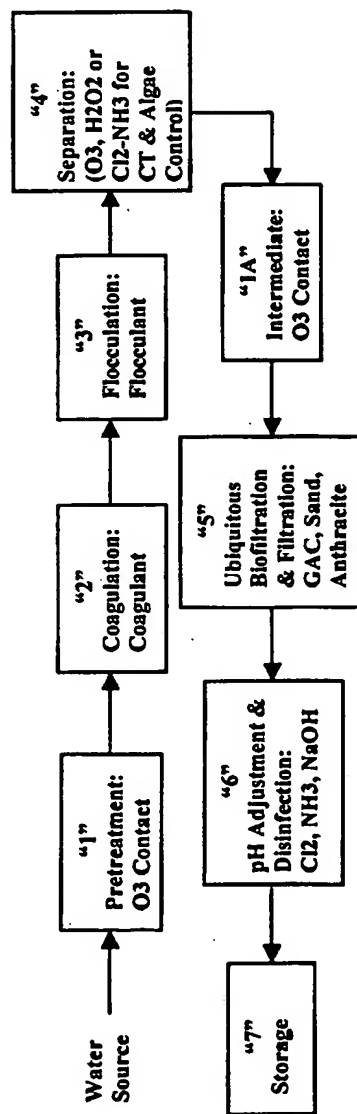 Water
Source
“1”
Pretreatment:
O3 Contact
“2”
Coagulation:
Coagulant
“3”
Flocculation:
Flocculant
“4”
Separation:
(O3, H2O2 or
Cl2-NH3 for
CT & Algae
Control)
“1A”
Intermediate:
O3 Contact
“5”
Ubiquitous
Biofiltration
& Filtration:
GAC, Sand,
Anthracite
“6”
pH Adjustment &
Disinfection:
Cl2, NH3, NaOH
“7”
Storage